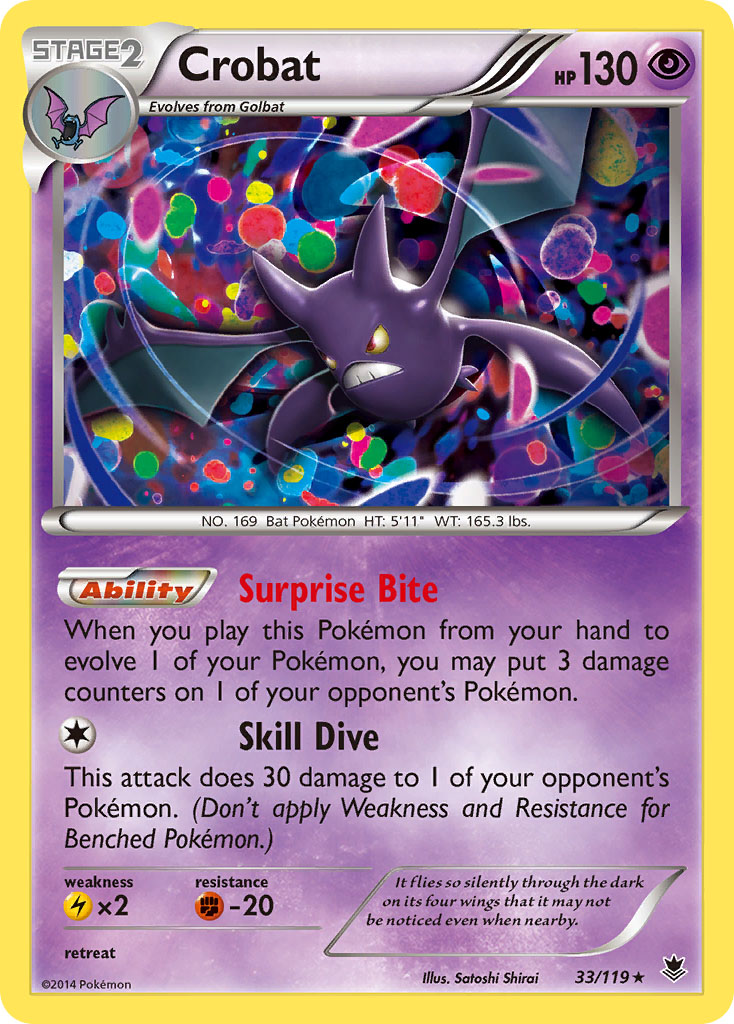 STAGE2
Crobat
HP130
Evolves from Golbat
NO. 169 Bat Pokémon HT: 5'11" WT: 165.3 lbs.
Ability Surprise Bite
When you play this Pokémon from your hand to
evolve 1 of your Pokémon, you may put 3 damage
counters on 1 of your opponent's Pokémon.
Skill Dive
This attack does 30 damage to 1 of your opponent's
Pokémon. (Don't apply Weakness and Resistance for
Benched Pokémon.)
weakness resistance
×2 -20
It flies so silently through the dark
on its four wings that it may not
be noticed even when nearby.
retreat
©2014 Pokémon
Illus. Satoshi Shirai
33/119 ★